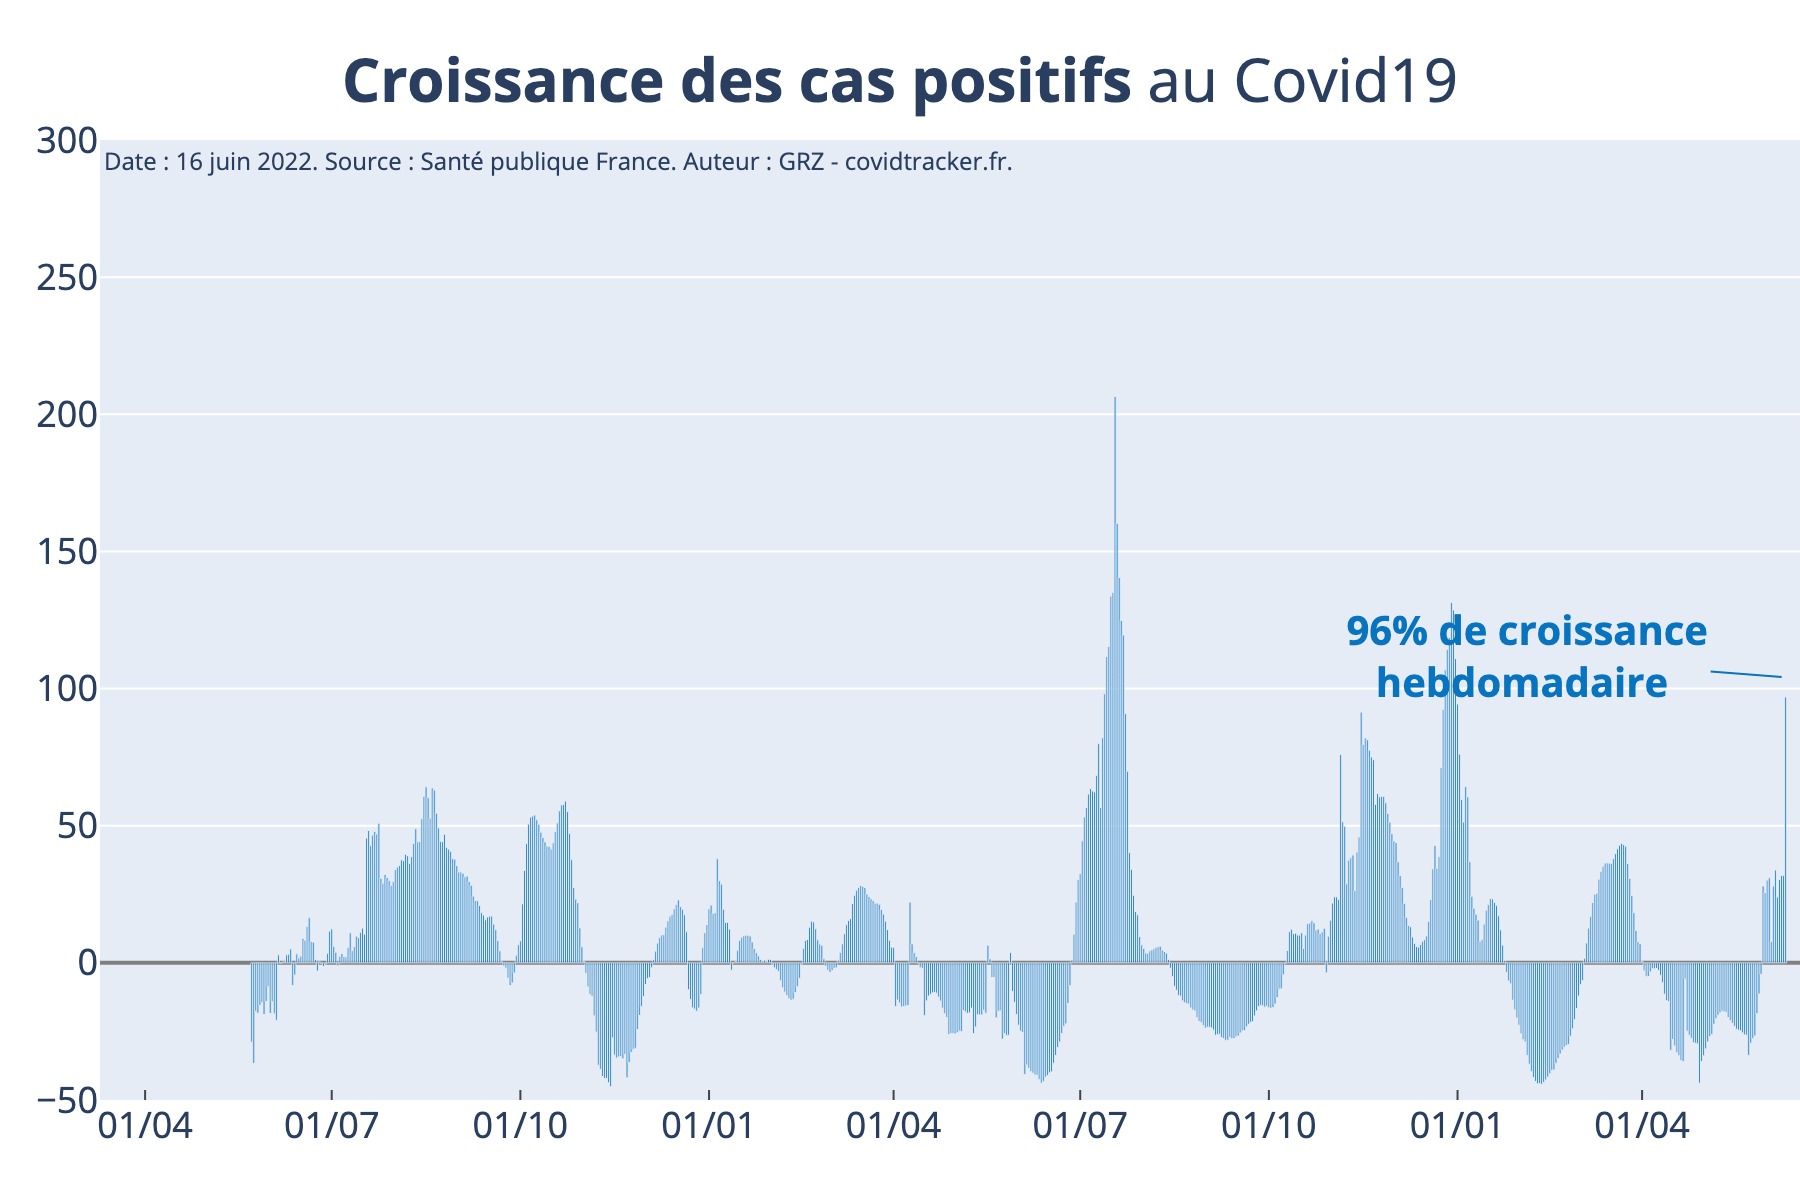 Croissance des cas positifs au Covid19
300
Date : 16 juin 2022. Source : Santé publique France. Auteur : GRZ - covidtracker.fr.
250
200
150
96% de croissance
hebdomadaire
100
50
0
−50
01/04 01/07 01/10 01/01 01/04 01/07 01/10 01/01 01/04